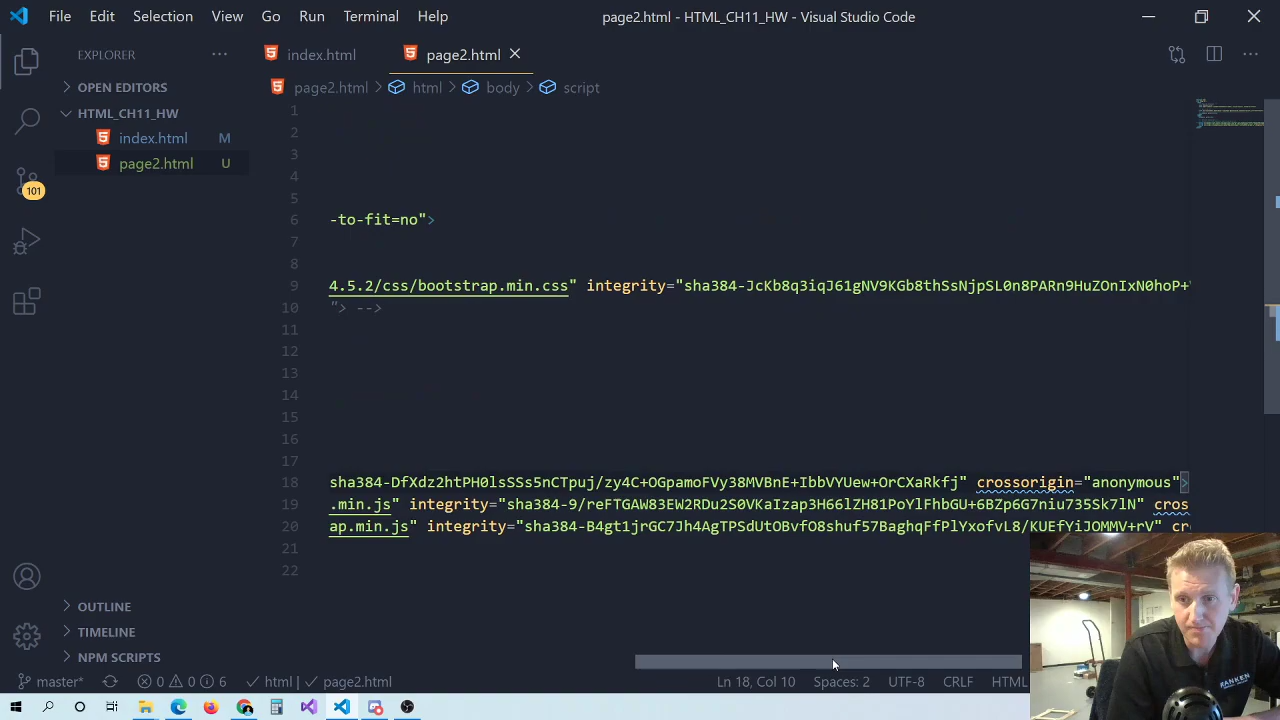 File Edit Selection View Go Run Terminal Help page2.html - HTML_CH11_HW - Visual Studio Code
EXPLORER
index.html page2.html
OPEN EDITORS
page2.html html body script
HTML_CH11_HW
index.html M
page2.html U
101
1
2
3
4
5
6 -to-fit=no">
7
8
9 4.5.2/css/bootstrap.min.css" integrity="sha384-JcKb8q3iqJ61gNV9KGb8thSsNjpSL0n8PARn9HuZOnIxN0hoP+
10 "> -->
11
12
13
14
15
16
17
18 sha384-DfXdz2htPH0lsSSs5nCTpuj/zy4C+OGpamoFVy38MVBnE+IbbVYUew+OrCXaRkfj" crossorigin="anonymous">
19 .min.js" integrity="sha384-9/reFTGAW83EW2RDu2S0VKaIzap3H66lZH81PoYlFhbGU+6BZp6G7niu735Sk7lN" cros
20 ap.min.js" integrity="sha384-B4gt1jrGC7Jh4AgTPSdUtOBvfO8shuf57BaghqFfPlYxofvL8/KUEfYiJOMMV+rV" cr
21
22
OUTLINE
TIMELINE
NPM SCRIPTS
master* 0 0 6 html page2.html Ln 18, Col 10 Spaces: 2 UTF-8 CRLF HTML